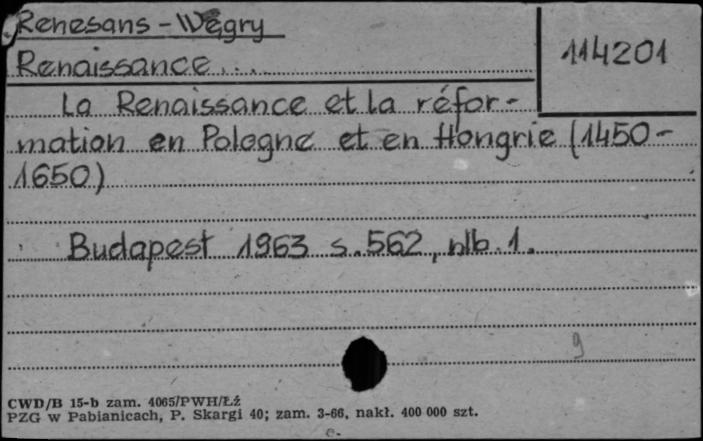 Renesans - Węgry
Renaissance...
114201
La Renaissance et la réfor-
mation en Pologne et en Hongrie (1450-
1650)
Budapest 1963 s. 562, nlb. 1.
9
CWD/B 15-b zam. 4065/PWH/Łź
PZG w Pabianicach, P. Skargi 40; zam. 3-66, nakł. 400 000 szt.
e.